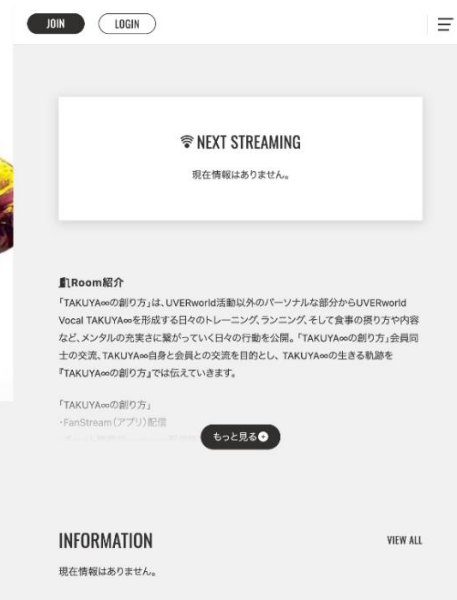 JOIN
LOGIN
NEXT STREAMING
現在情報はありません。
Room紹介
「TAKUYA∞の創り方」は、UVERworld活動以外のパーソナルな部分からUVERworld
Vocal TAKUYA∞を形成する日々のトレーニング、ランニング、そして食事の摂り方や内容
など、メンタルの充実さに繋がっていく日々の行動を公開。「TAKUYA∞の創り方」会員同
士の交流、TAKUYA∞自身と会員との交流を目的とし、TAKUYA∞の生きる軌跡を
『TAKUYA∞の創り方』では伝えていきます。
「TAKUYA∞の創り方」
・FanStream（アプリ）配信
もっと見る
INFORMATION
VIEW ALL
現在情報はありません。